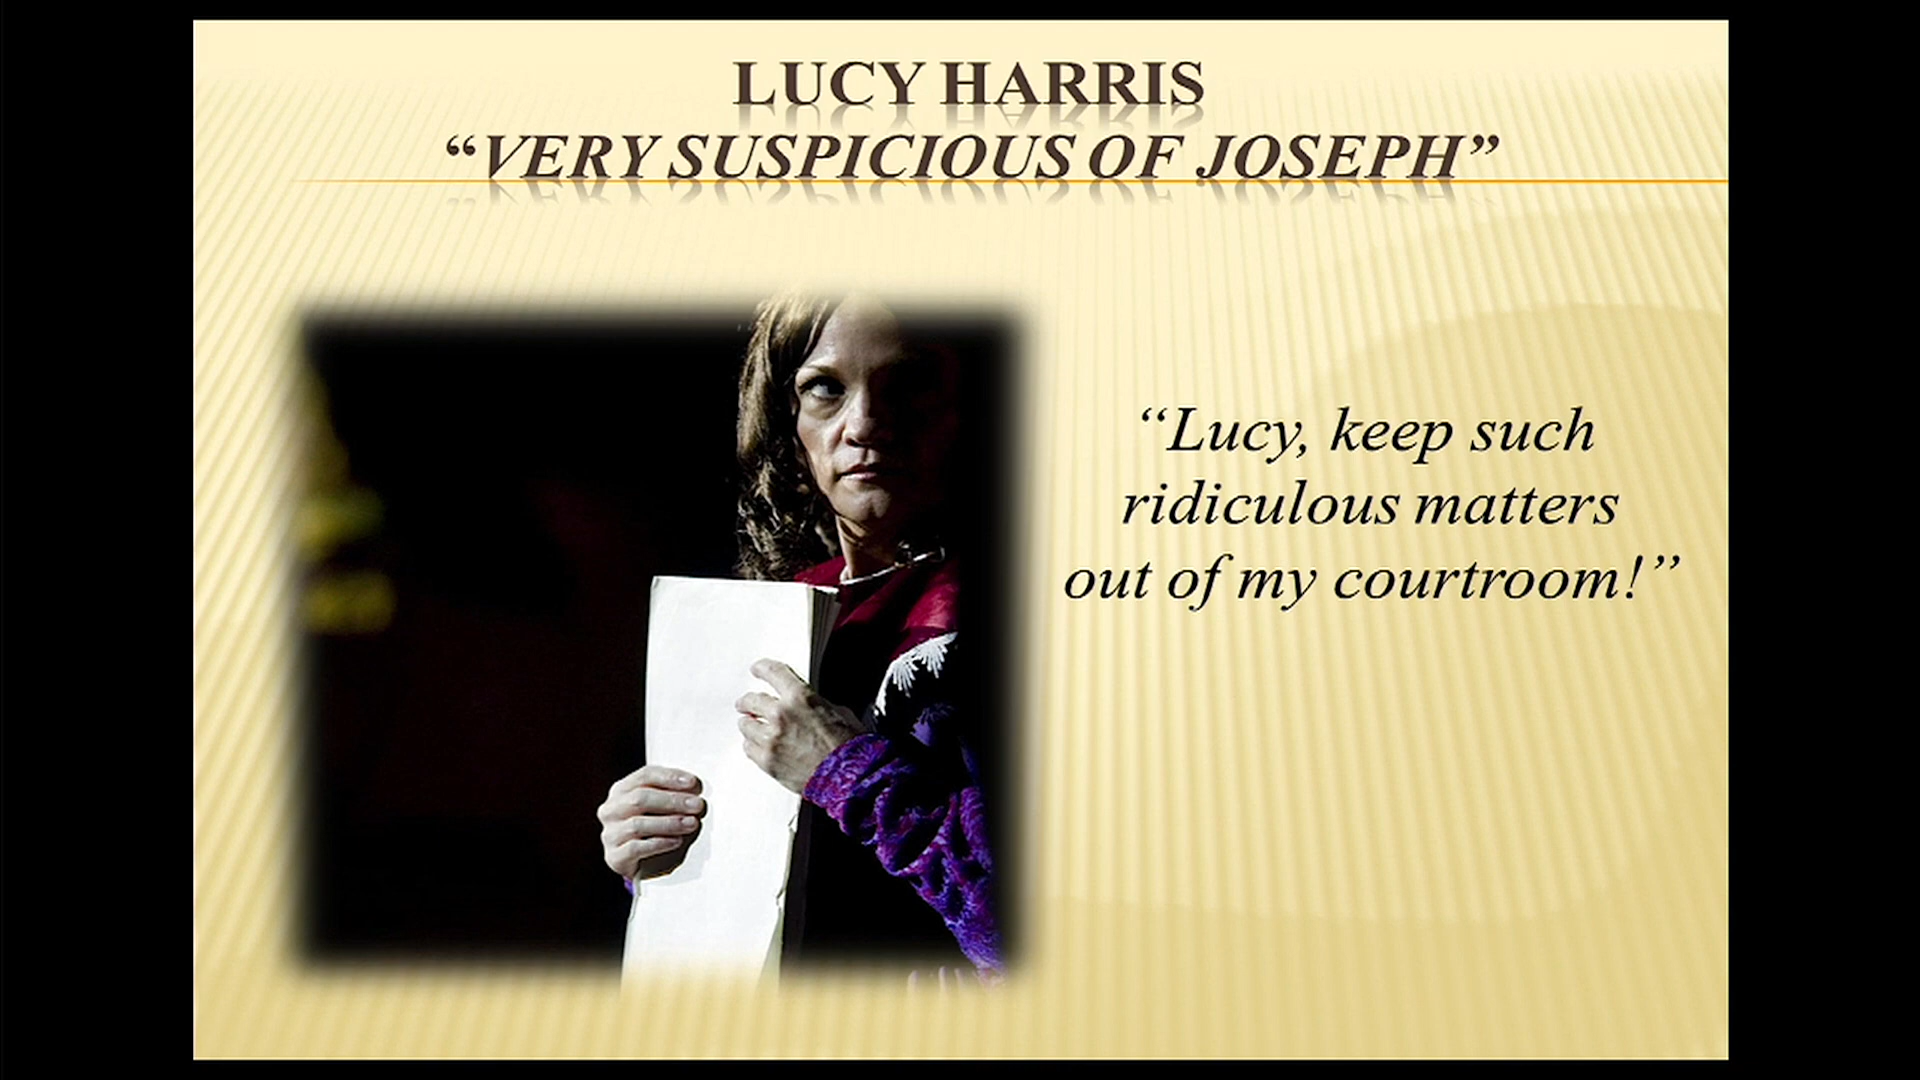 LUCY HARRIS
“VERY SUSPICIOUS OF JOSEPH”
“Lucy, keep such
ridiculous matters
out of my courtroom!”